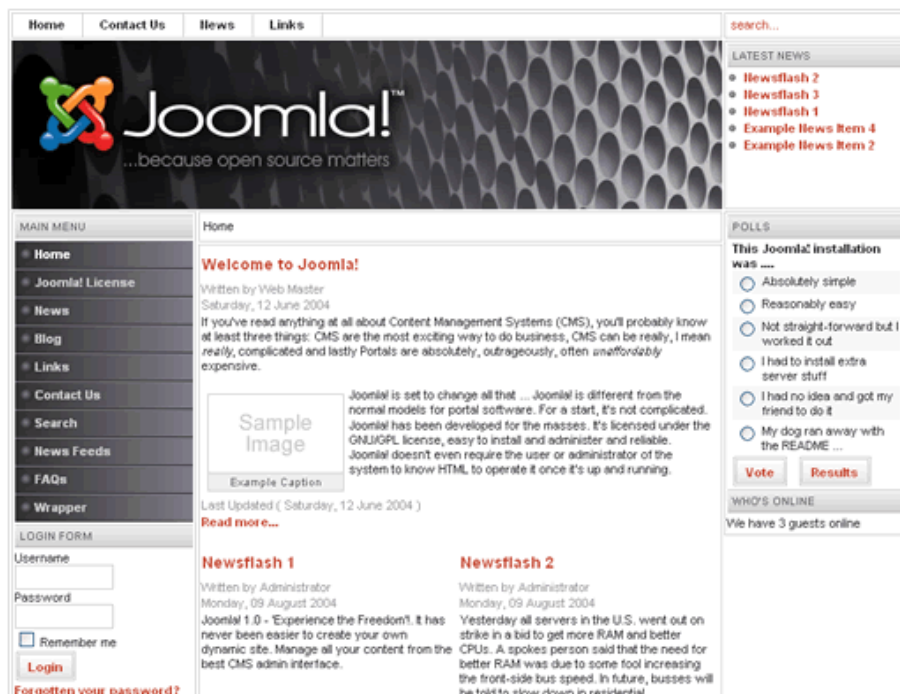 Home
Contact Us
News
Links
search...
Joomla!™
...because open source matters
LATEST NEWS
Newsflash 2
Newsflash 3
Newsflash 1
Example News Item 4
Example News Item 2
MAIN MENU
Home
Joomla! License
News
Blog
Links
Contact Us
Search
News Feeds
FAQs
Wrapper
LOGIN FORM
Username
Password
Remember me
Login
Forgotten your password?
Home
Welcome to Joomla!
Written by Web Master
Saturday, 12 June 2004
If you've read anything at all about Content Management Systems (CMS), you'll probably know
at least three things: CMS are the most exciting way to do business, CMS can be really, I mean
really, complicated and lastly Portals are absolutely, outrageously, often unaffordably
expensive.
Sample
Image
Example Caption
Joomla! is set to change all that ... Joomla! is different from the
normal models for portal software. For a start, it's not complicated.
Joomla! has been developed for the masses. It's licensed under the
GNU/GPL license, easy to install and administer and reliable.
Joomla! doesn't even require the user or administrator of the
system to know HTML to operate it once it's up and running.
Last Updated ( Saturday, 12 June 2004 )
Read more...
Newsflash 1
Written by Administrator
Monday, 09 August 2004
Joomla! 1.0 - 'Experience the Freedom'!. It has
never been easier to create your own
dynamic site. Manage all your content from the
best CMS admin interface.
Newsflash 2
Written by Administrator
Monday, 09 August 2004
Yesterday all servers in the U.S. went out on
strike in a bid to get more RAM and better
CPUs. A spokes person said that the need for
better RAM was due to some fool increasing
the front-side bus speed. In future, busses will
be told to slow down in residential
POLLS
This Joomla! installation
was ....
Absolutely simple
Reasonably easy
Not straight-forward but I
worked it out
I had to install extra
server stuff
I had no idea and got my
friend to do it
My dog ran away with
the README ...
Vote
Results
WHO'S ONLINE
We have 3 guests online